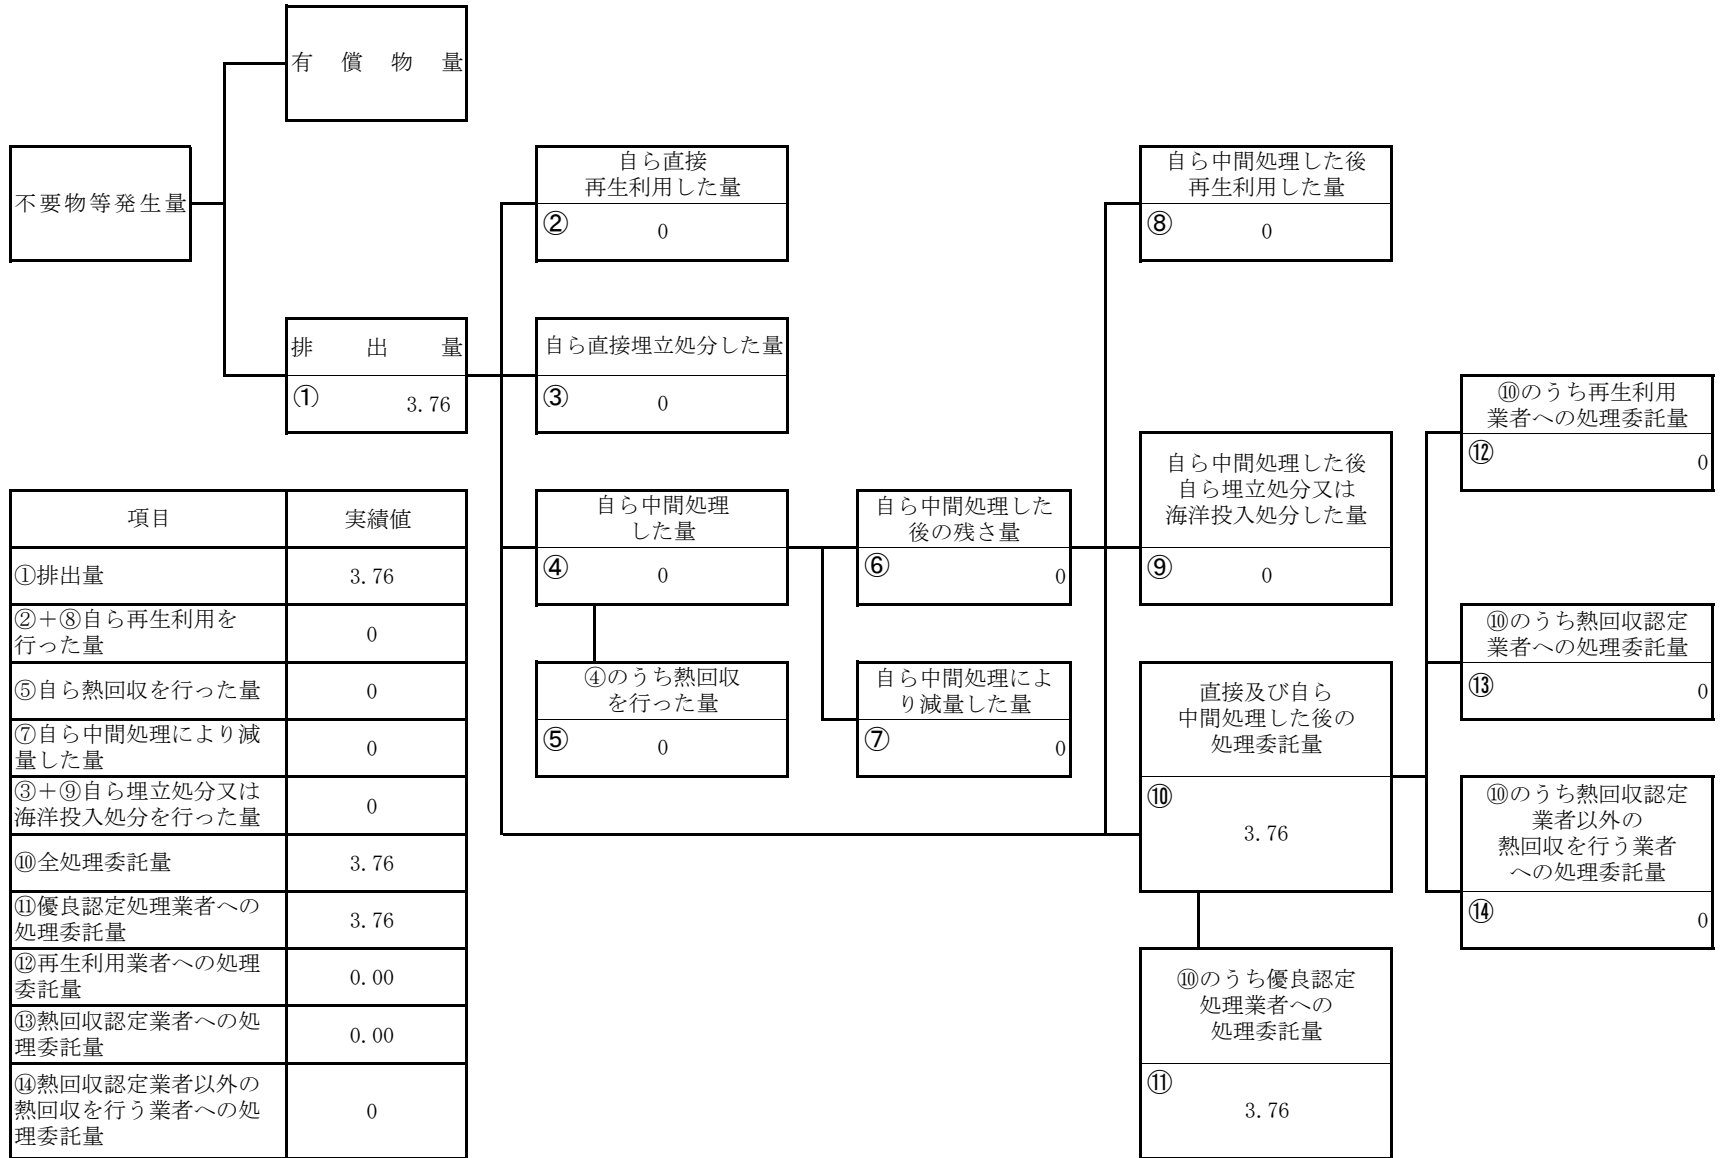 有償物量
不要物等発生量
自ら直接
再生利用した量
② 0
自ら中間処理した後
再生利用した量
⑧ 0
排出量
① 3.76
自ら直接埋立処分した量
③ 0
⑩のうち再生利用
業者への処理委託量
⑫ 0
自ら中間処理した後
自ら埋立処分又は
海洋投入処分した量
⑨ 0
自ら中間処理
した量
④ 0
自ら中間処理した
後の残さ量
⑥ 0
④のうち熱回収
を行った量
⑤ 0
自ら中間処理によ
り減量した量
⑦ 0
直接及び自ら
中間処理した後の
処理委託量
⑩
3.76
⑩のうち熱回収認定
業者への処理委託量
⑬ 0
⑩のうち熱回収認定
業者以外の
熱回収を行う業者
への処理委託量
⑭ 0
⑩のうち優良認定
処理業者への
処理委託量
⑪
3.76
項目 実績値
①排出量 3.76
②＋⑧自ら再生利用を
行った量 0
⑤自ら熱回収を行った量 0
⑦自ら中間処理により減
量した量 0
③＋⑨自ら埋立処分又は
海洋投入処分を行った量 0
⑩全処理委託量 3.76
⑪優良認定処理業者への
処理委託量 3.76
⑫再生利用業者への処理
委託量 0.00
⑬熱回収認定業者への処
理委託量 0.00
⑭熱回収認定業者以外の
熱回収を行う業者への処
理委託量 0